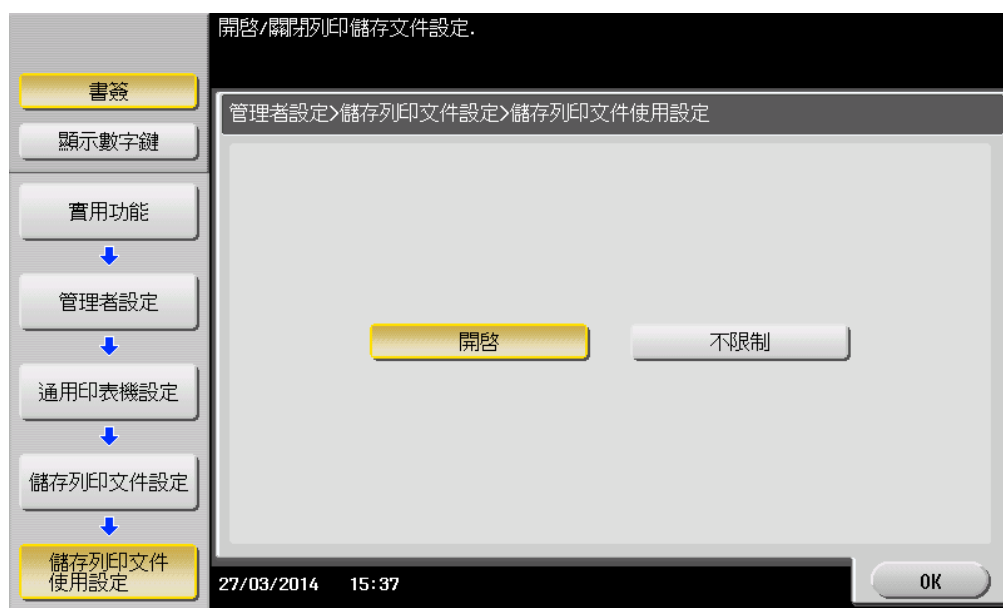 開啓/關閉列印儲存文件設定.
書簽
顯示數字鍵
實用功能
管理者設定
通用印表機設定
儲存列印文件設定
儲存列印文件
使用設定
管理者設定>儲存列印文件設定>儲存列印文件使用設定
開啓
不限制
27/03/2014 15:37
OK